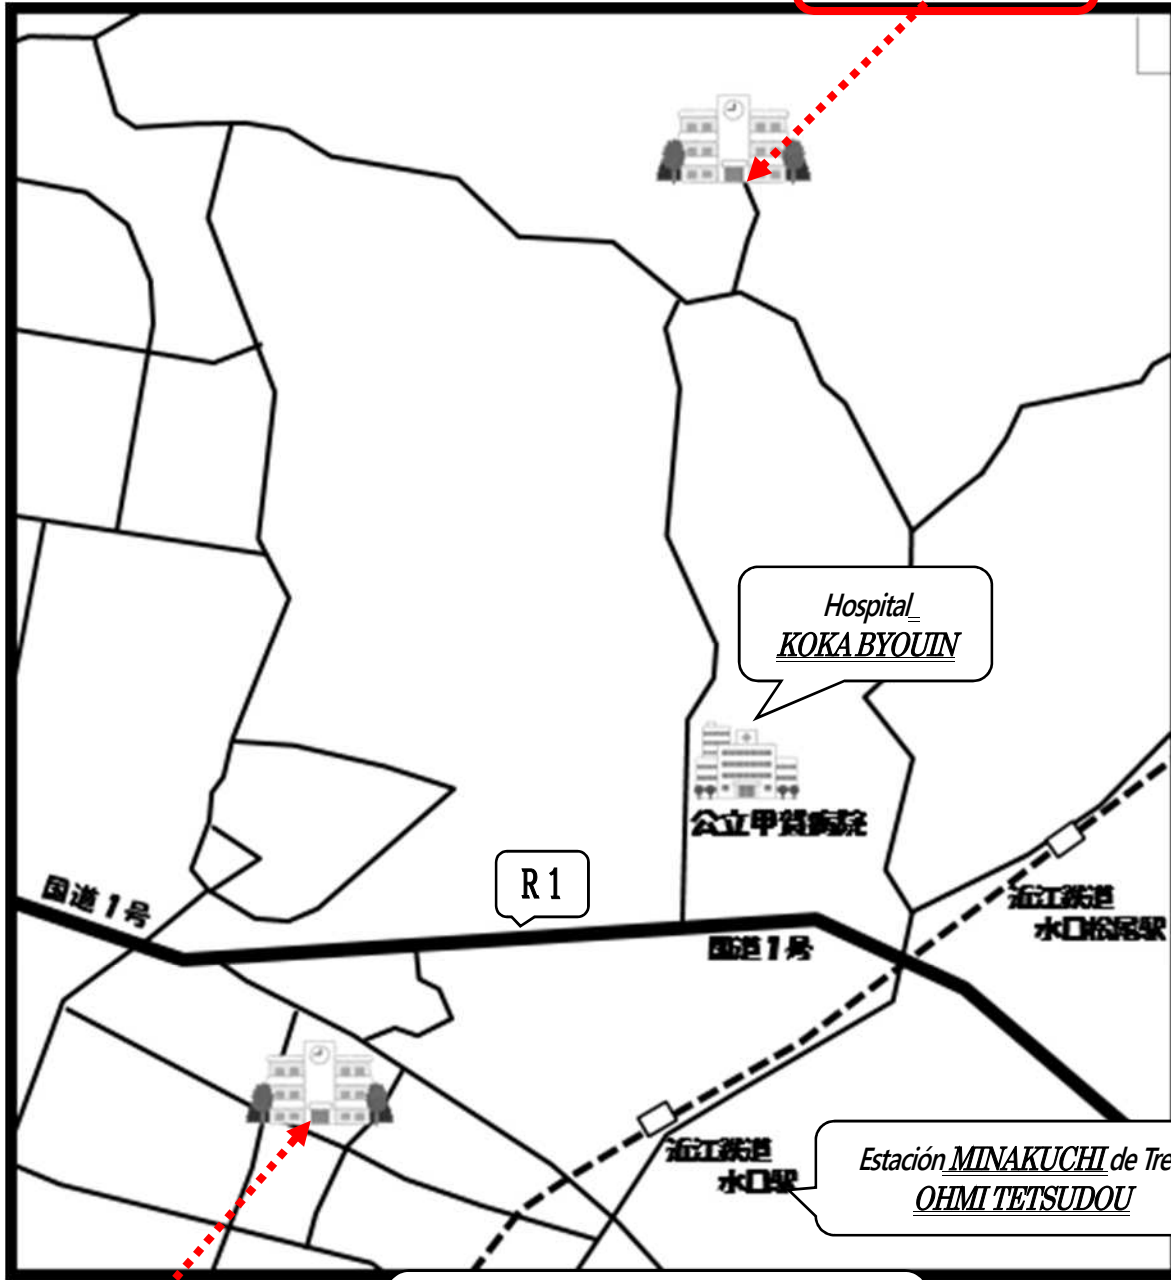 Hospital
KOKA BYOUIN
公立甲賀病院
国道1号
R 1
近江鉄道
水口松尾駅
国道1号
近江鉄道
水口駅
Estación MINAKUCHI de Tre
OHMI TETSUDOU